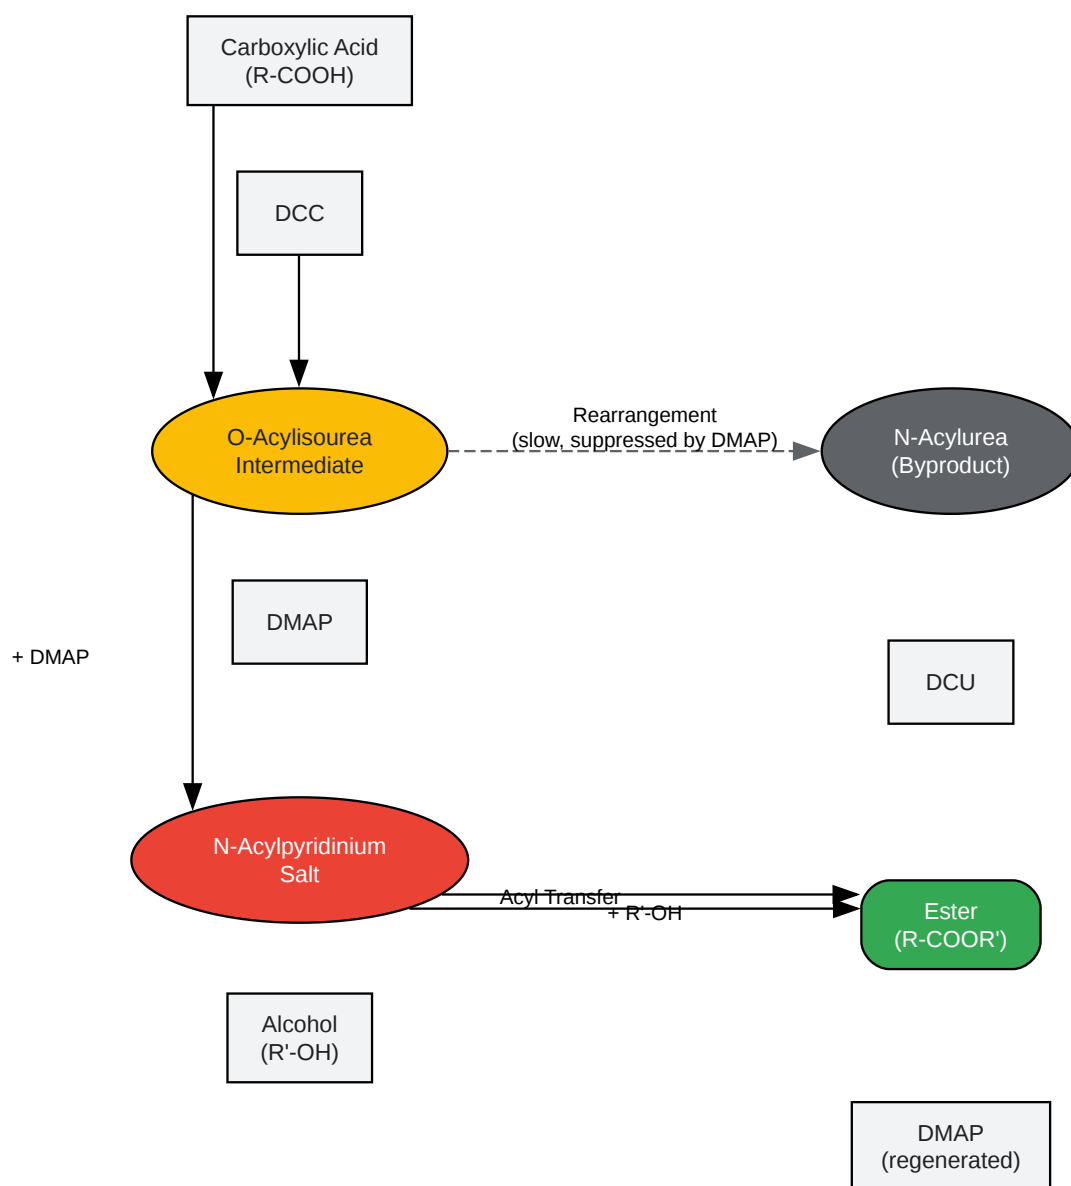 Carboxylic Acid
(R-COOH)
DCC
O-Acylisourea
Intermediate
Rearrangement
(slow, suppressed by DMAP)
N-Acylurea
(Byproduct)
DMAP
+ DMAP
DCU
N-Acylpyridinium
Salt
Acyl Transfer
+ R'-OH
Ester
(R-COOR')
Alcohol
(R'-OH)
DMAP
(regenerated)